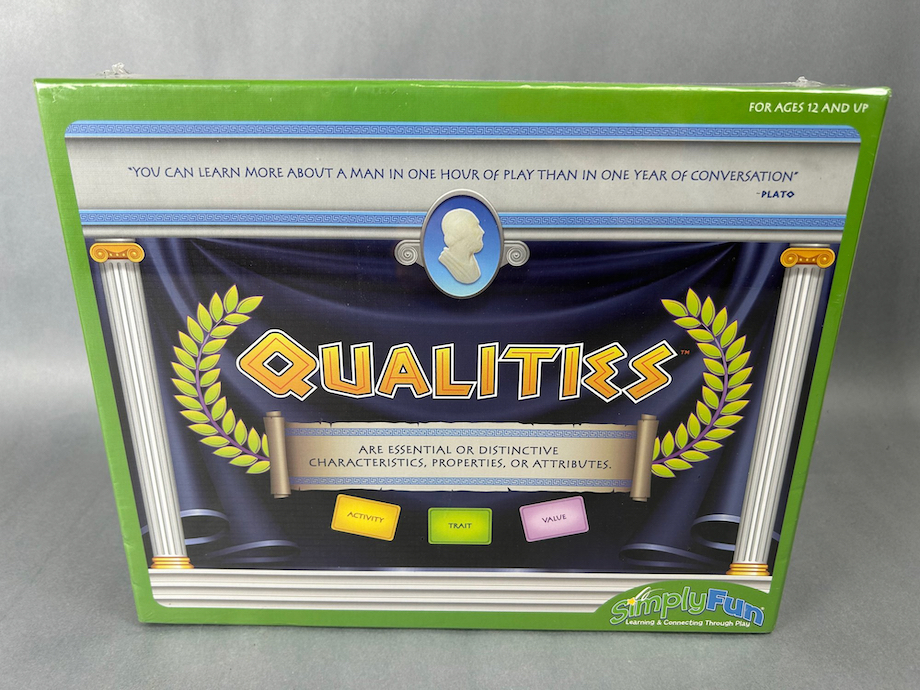 FOR AGES 12 AND UP
"YOU CAN LEARN MORE ABOUT A MAN IN ONE HOUR OF PLAY THAN IN ONE YEAR OF CONVERSATION"
-PLATO
QUALITIES™
ARE ESSENTIAL OR DISTINCTIVE
CHARACTERISTICS, PROPERTIES, OR ATTRIBUTES.
ACTIVITY
TRAIT
VALUE
SimplyFun
Learning & Connecting Through Play